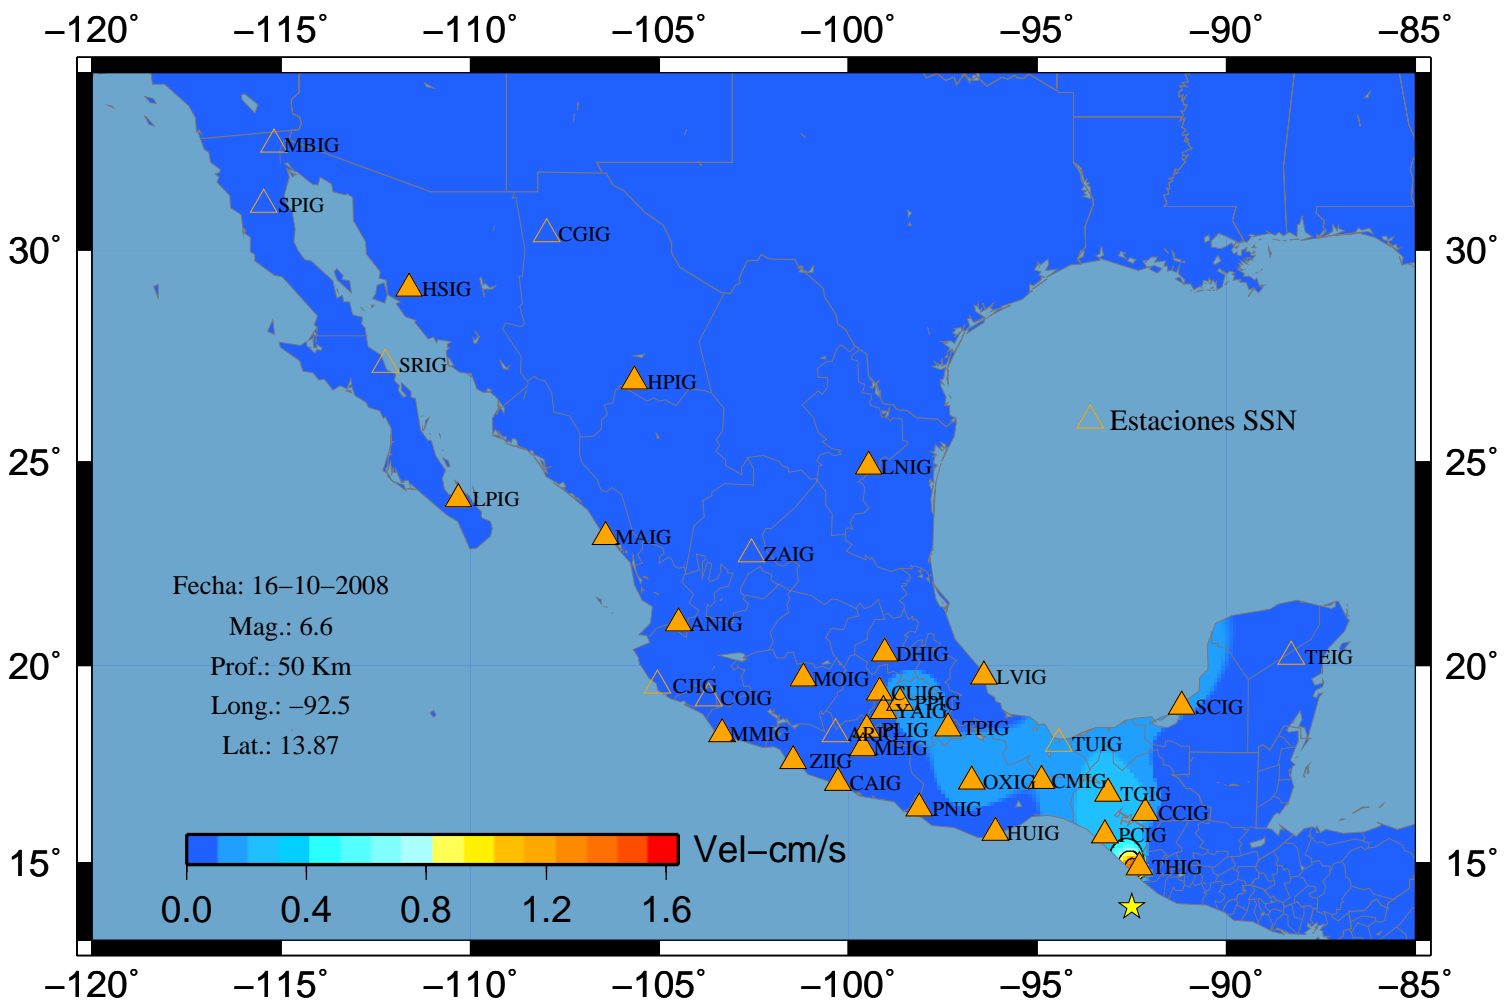 −120° −115° −110° −105° −100° −95° −90° −85°
MBIG
SPIG
CGIG
30° 30°
HSIG
SRIG
HPIG
Estaciones SSN
25° 25°
LNIG
LPIG
MAIG
ZAIG
Fecha: 16−10−2008
Mag.: 6.6
Prof.: 50 Km
Long.: −92.5
Lat.: 13.87
ANIG
DHIG
TEIG
20° 20°
MOIG
LVIG
CJIG
COIG
CUIG
PPIG
YAIG
SCIG
MMIG
ARIG
PLIG
TPIG
MEIG
TUIG
ZIIG
CAIG
OXIG
CMIG
TGIG
PNIG
CCIG
HUIG
PCIG
THIG
15° 15°
Vel−cm/s
0.0 0.4 0.8 1.2 1.6
−120° −115° −110° −105° −100° −95° −90° −85°